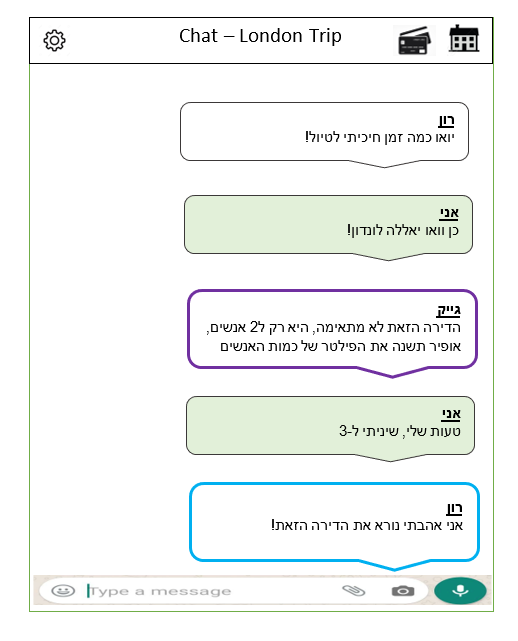 Chat – London Trip
רון
יואו כמה זמן חיכיתי לטיול!
אני
כן וואו יאללה לונדון!
גייק
הדירה הזאת לא מתאימה, היא רק ל2 אנשים,
אופיר תשנה את הפילטר של כמות האנשים
אני
טעות שלי, שיניתי ל-3
רון
אני אהבתי נורא את הדירה הזאת!
Type a message